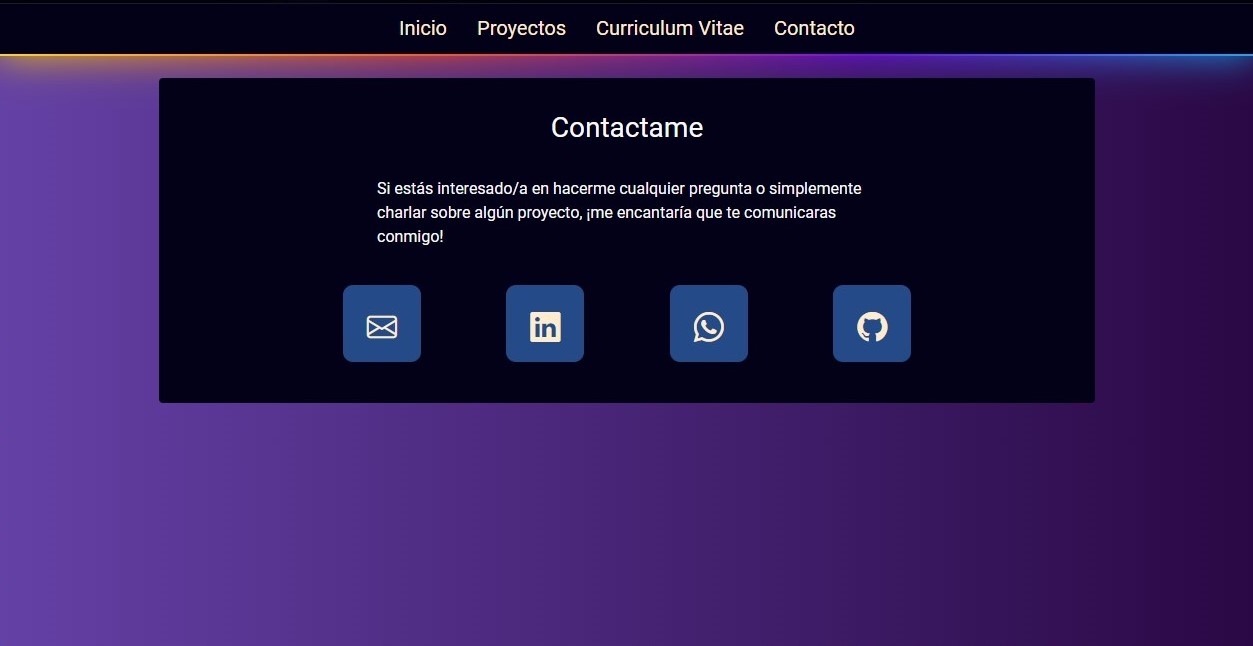 Inicio Proyectos Curriculum Vitae Contacto
Contactame
Si estás interesado/a en hacerme cualquier pregunta o simplemente
charlar sobre algún proyecto, ¡me encantaría que te comunicaras
conmigo!
in